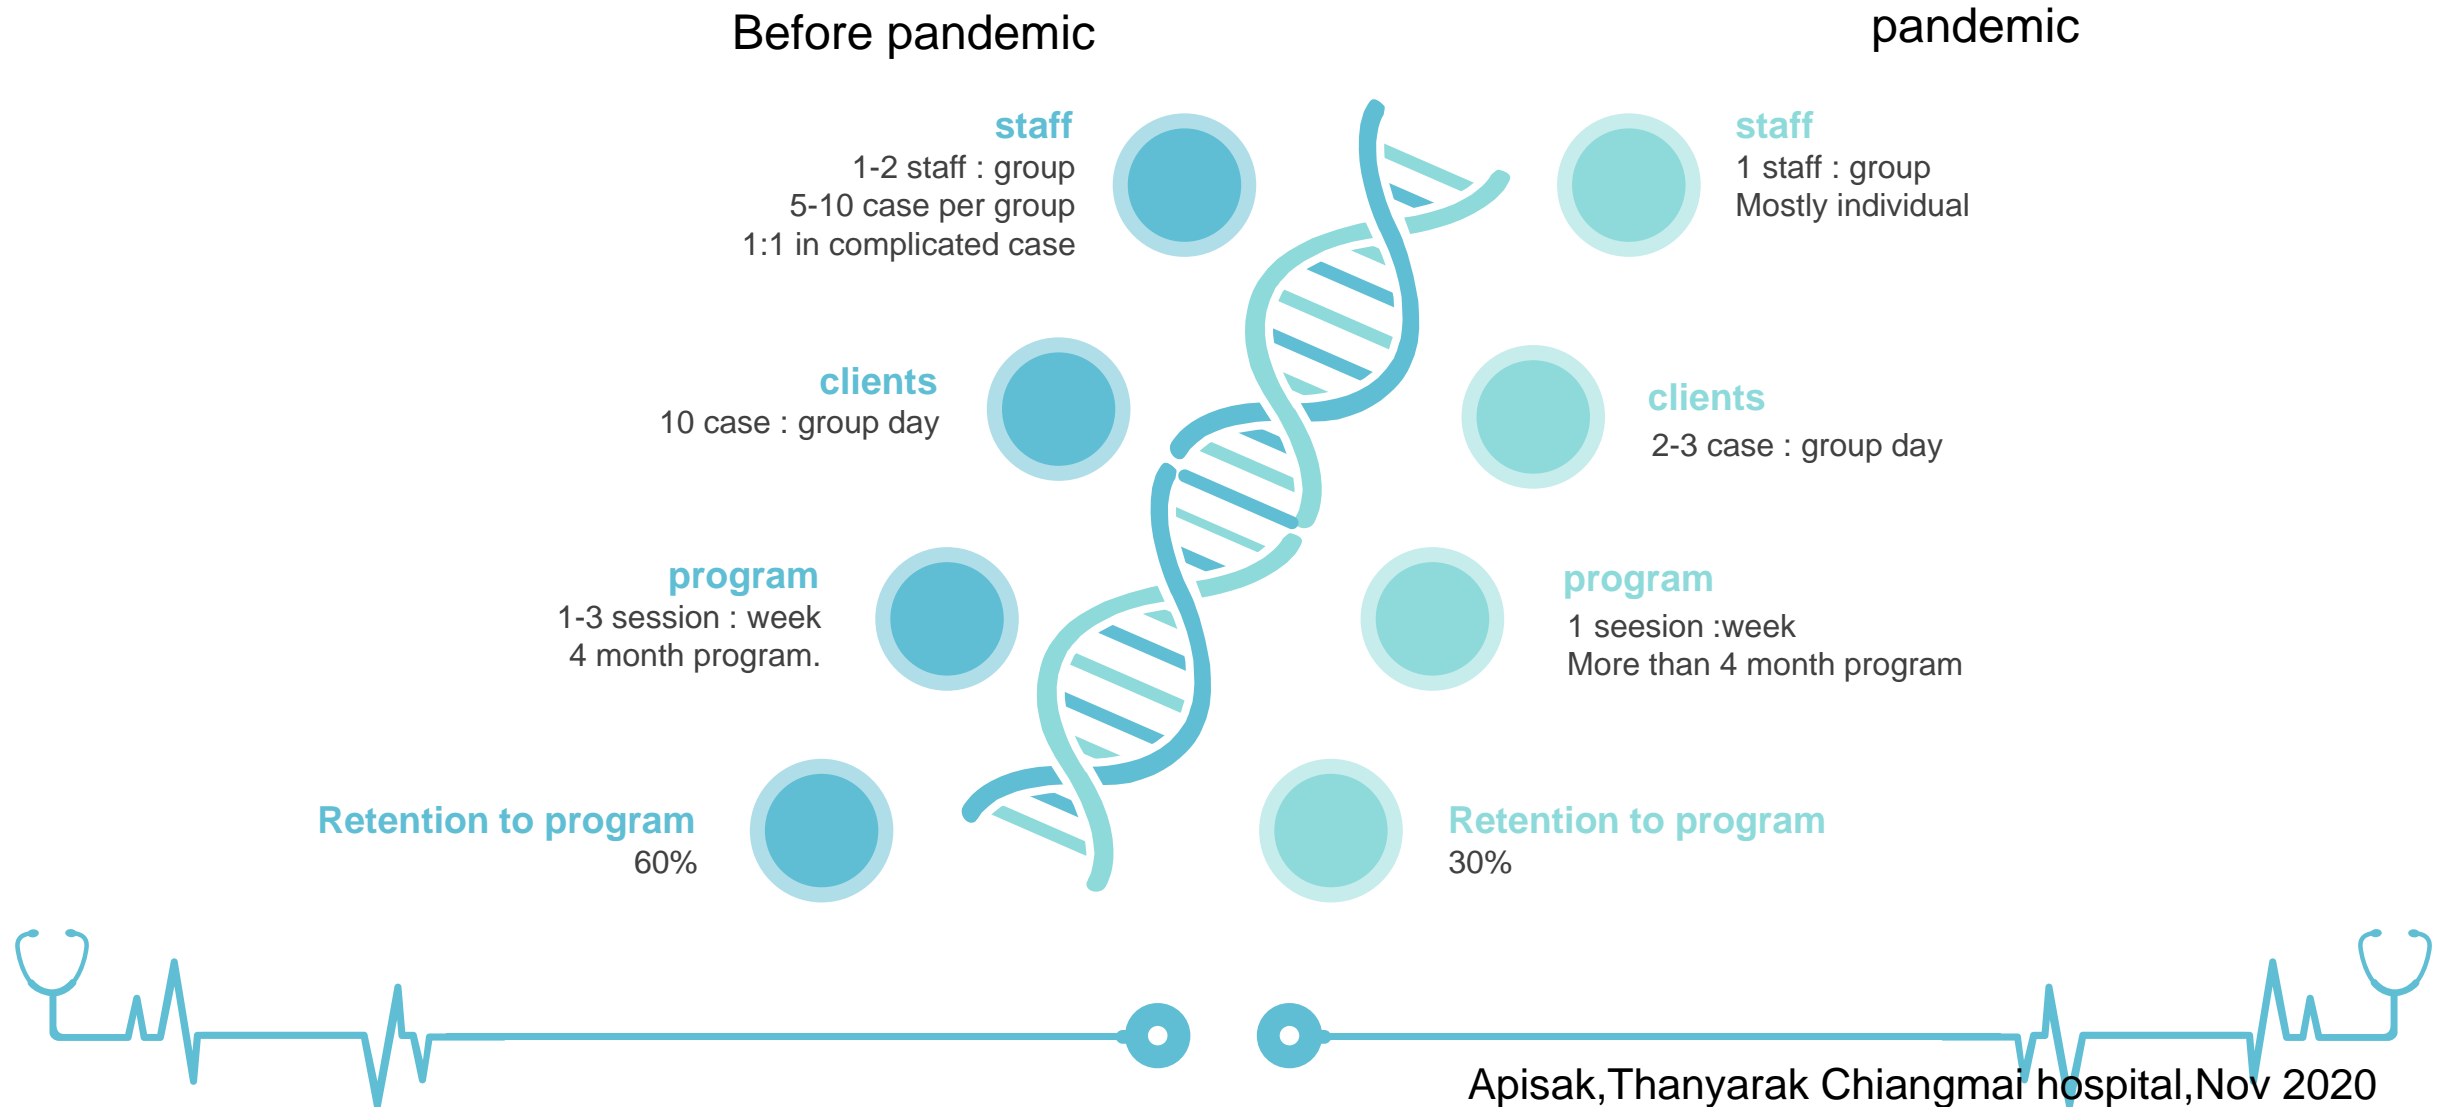 Before pandemic
staff
1-2 staff : group
5-10 case per group
1:1 in complicated case
clients
10 case : group day
program
1-3 session : week
4 month program.
Retention to program
60%
pandemic
staff
1 staff : group
Mostly individual
clients
2-3 case : group day
program
1 seesion :week
More than 4 month program
Retention to program
30%
Apisak,Thanyarak Chiangmai hospital,Nov 2020